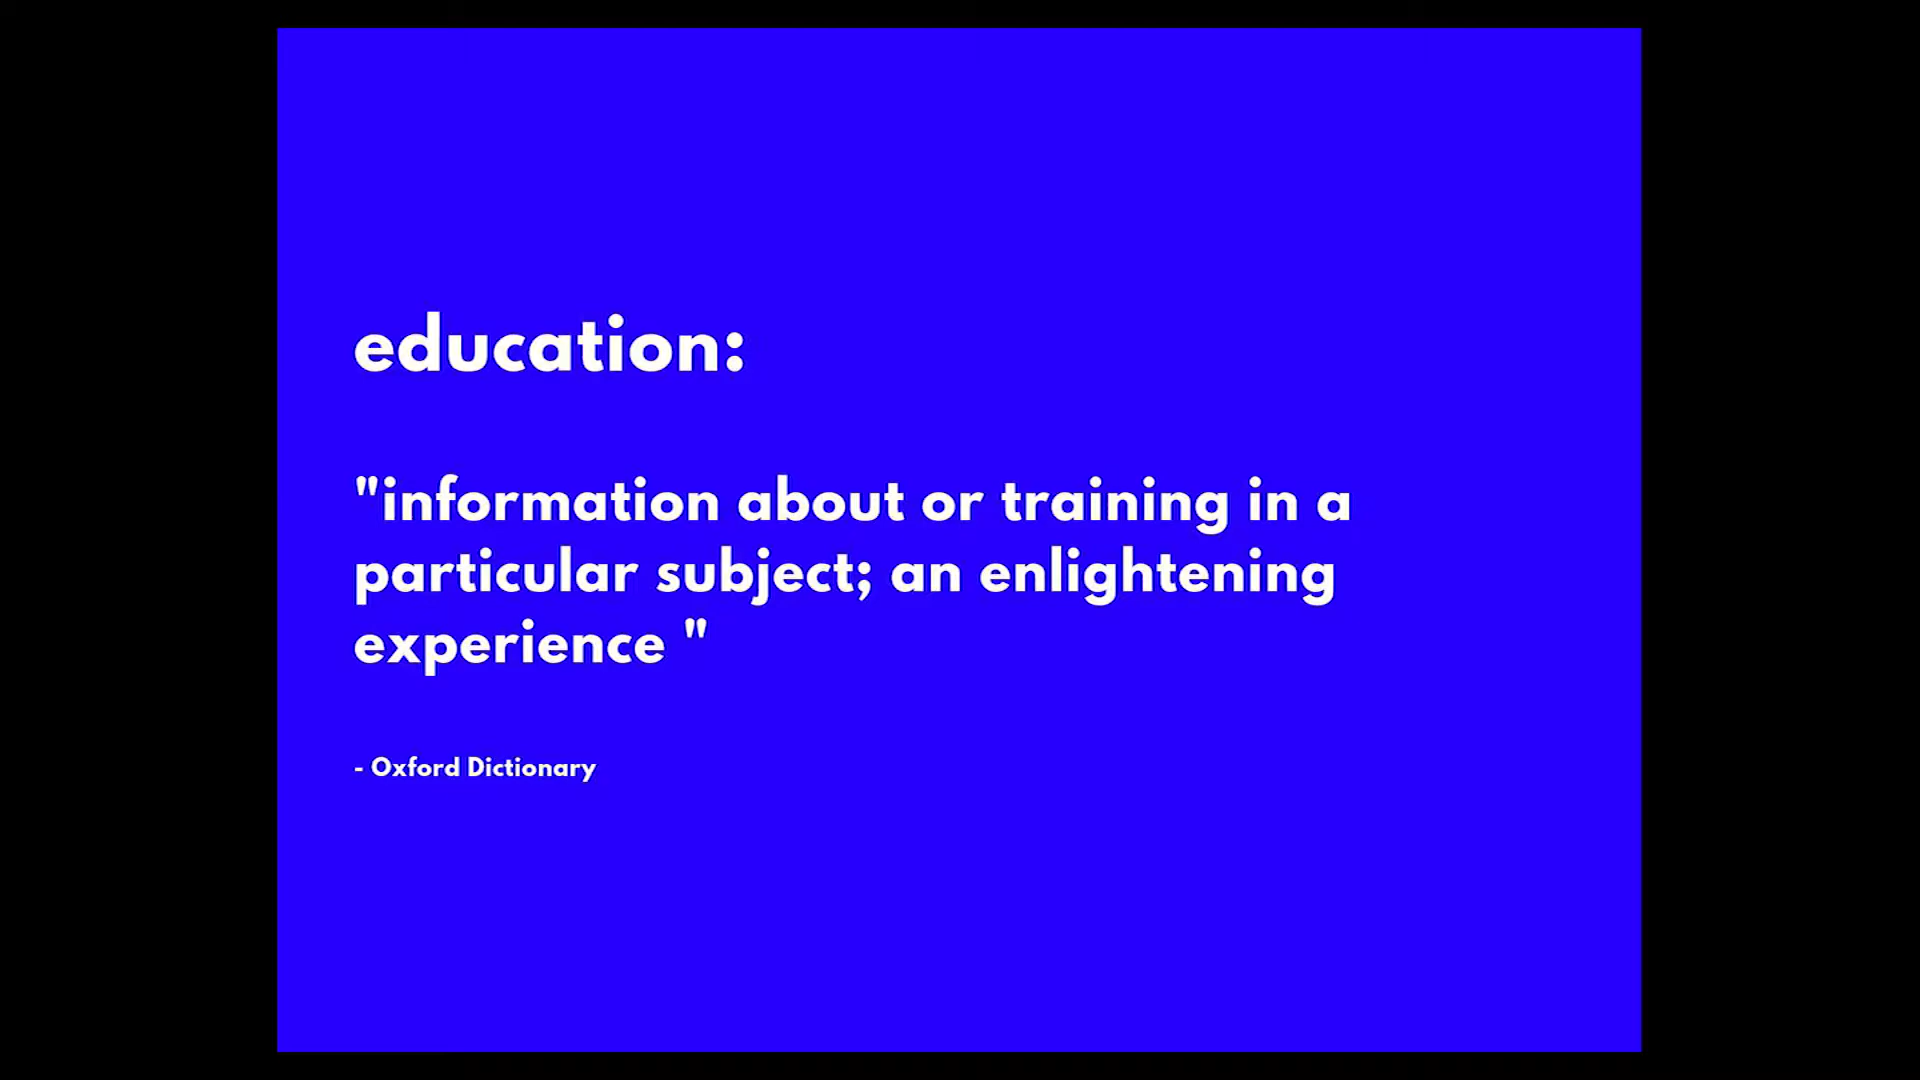 education:
"information about or training in a
particular subject; an enlightening
experience "
- Oxford Dictionary